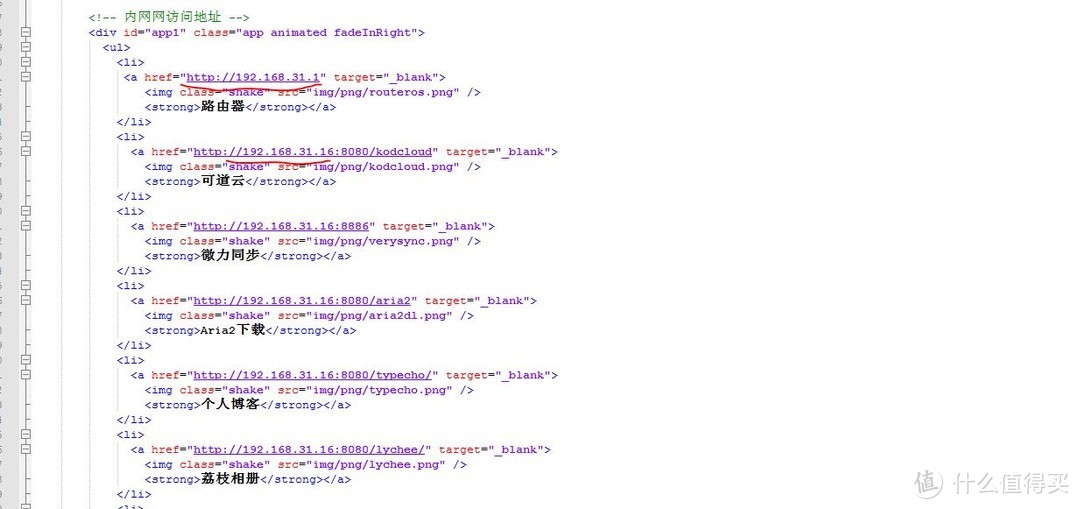 <!-- 内网网访问地址 -->
<div id="app1" class="app animated fadeInRight">
<ul>
<li>
<a href="http://192.168.31.1" target="_blank">
<img class="shake" src="img/png/routeros.png" />
<strong>路由器</strong></a>
</li>
<li>
<a href="http://192.168.31.16:8080/kodcloud" target="_blank">
<img class="shake" src="img/png/kodcloud.png" />
<strong>可道云</strong></a>
</li>
<li>
<a href="http://192.168.31.16:8886" target="_blank">
<img class="shake" src="img/png/verysync.png" />
<strong>微力同步</strong></a>
</li>
<li>
<a href="http://192.168.31.16:8080/aria2" target="_blank">
<img class="shake" src="img/png/aria2dl.png" />
<strong>Aria2下载</strong></a>
</li>
<li>
<a href="http://192.168.31.16:8080/typecho/" target="_blank">
<img class="shake" src="img/png/typecho.png" />
<strong>个人博客</strong></a>
</li>
<li>
<a href="http://192.168.31.16:8080/lychee/" target="_blank">
<img class="shake" src="img/png/lychee.png" />
<strong>荔枝相册</strong></a>
</li>
<li>
值 什么值得买